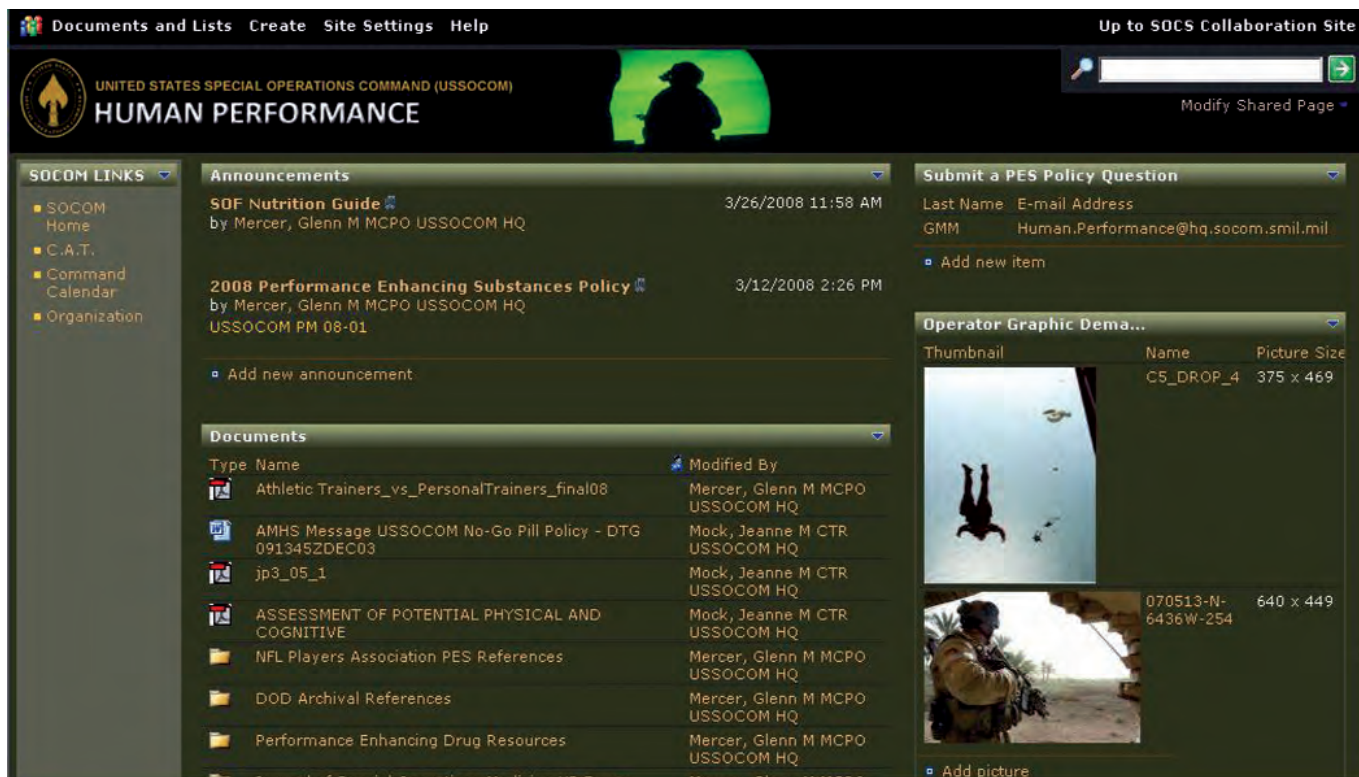 Documents and Lists Create Site Settings Help
Up to SOCS Collaboration Site
UNITED STATES SPECIAL OPERATIONS COMMAND (USSOCOM)
HUMAN PERFORMANCE
Modify Shared Page
SOCOM LINKS
SOCOM
Home
C.A.T.
Command
Calendar
Organization
Announcements
SOF Nutrition Guide
3/26/2008 11:58 AM
by Mercer, Glenn M MCPO USSOCOM HQ
2008 Performance Enhancing Substances Policy
3/12/2008 2:26 PM
by Mercer, Glenn M MCPO USSOCOM HQ
USSOCOM PM 08-01
Add new announcement
Documents
Type Name Modified By
Athletic Trainers_vs_PersonalTrainers_final08
Mercer, Glenn M MCPO
USSOCOM HQ
AMHS Message USSOCOM No-Go Pill Policy - DTG
091345ZDEC03
Mock, Jeanne M CTR
USSOCOM HQ
jp3_05_1
Mock, Jeanne M CTR
USSOCOM HQ
ASSESSMENT OF POTENTIAL PHYSICAL AND
COGNITIVE
Mock, Jeanne M CTR
USSOCOM HQ
NFL Players Association PES References
Mercer, Glenn M MCPO
USSOCOM HQ
DOD Archival References
Mercer, Glenn M MCPO
USSOCOM HQ
Performance Enhancing Drug Resources
Mercer, Glenn M MCPO
USSOCOM HQ
Submit a PES Policy Question
Last Name E-mail Address
GMM Human.Performance@hq.socom.smil.mil
Add new item
Operator Graphic Dema...
Thumbnail Name Picture Size
C5_DROP_4 375 x 469
070513-N-
6436W-254
640 x 449
Add picture